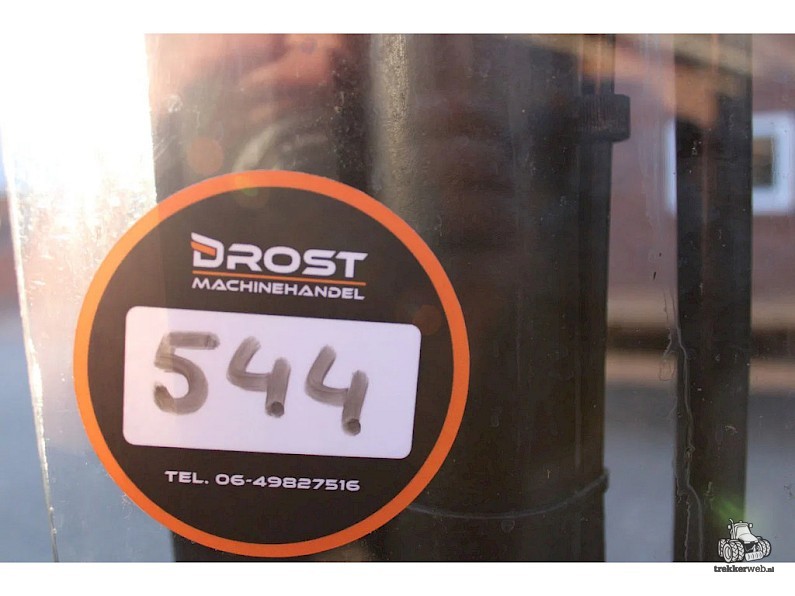 DROST
MACHINEHANDEL
544
TEL. 06-49827516
trekkerweb.nl